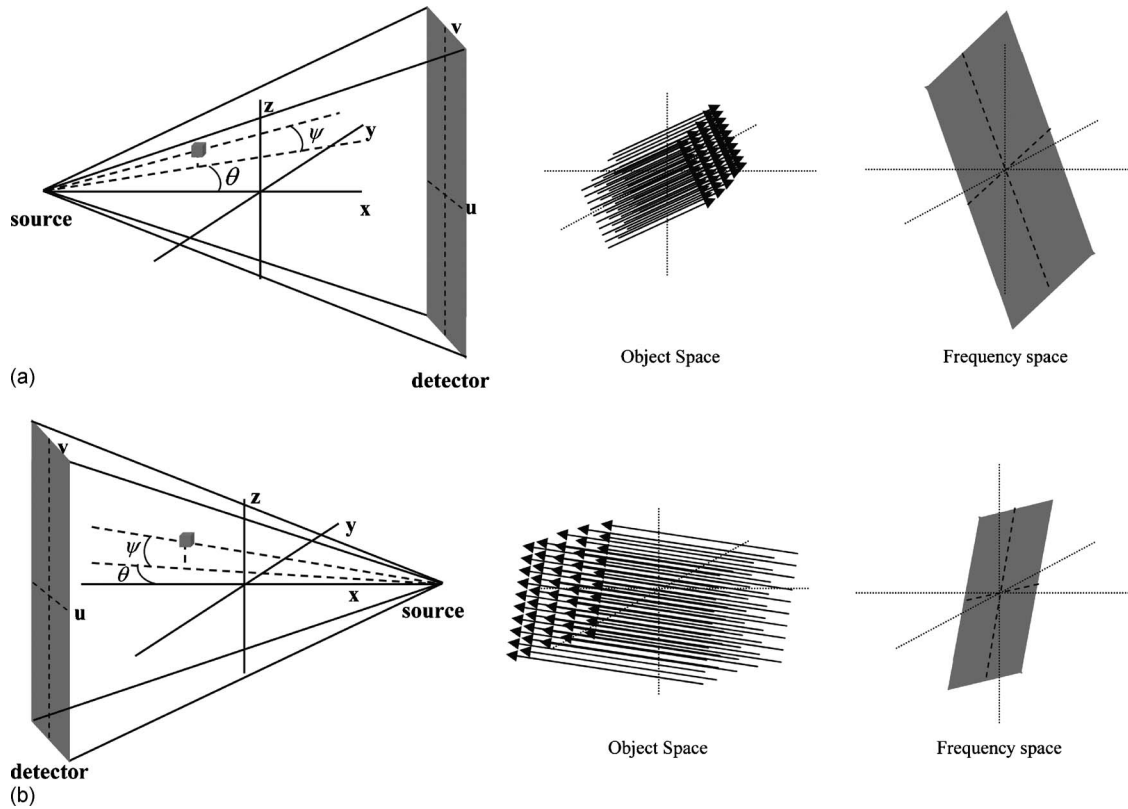 v
z
y
ψ
θ
source
x
u
Object Space
Frequency space
(a)
detector
v
z
y
ψ
θ
x
u
source
Object Space
Frequency space
detector
(b)